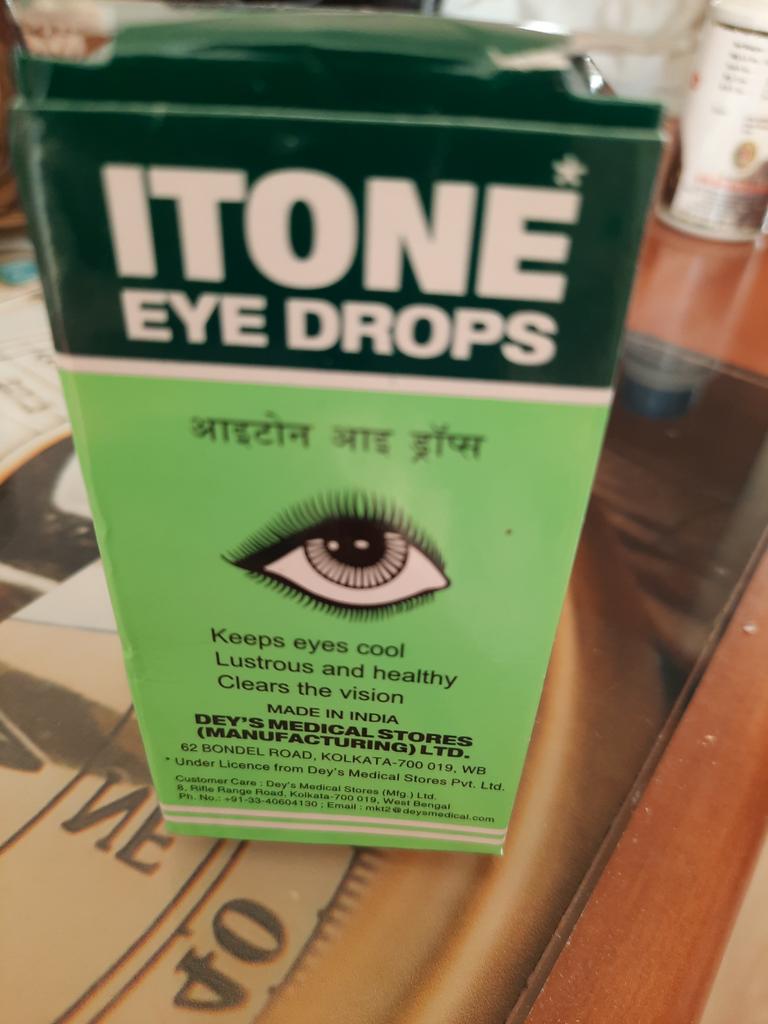 ITONE*
EYE DROPS
आइटोन आइ ड्रॉप्स
Keeps eyes cool
Lustrous and healthy
Clears the vision
MADE IN INDIA
DEY'S MEDICAL STORES
(MANUFACTURING) LTD.
62 BONDEL ROAD, KOLKATA-700 019, WB
* Under Licence from Dey's Medical Stores Pvt. Ltd.
Customer Care : Dey's Medical Stores (Mfg.) Ltd.
8, Rifle Range Road, Kolkata-700 019, West Bengal
Ph. No.: +91-33-40604130 ; Email : mkt2@deysmedical.com